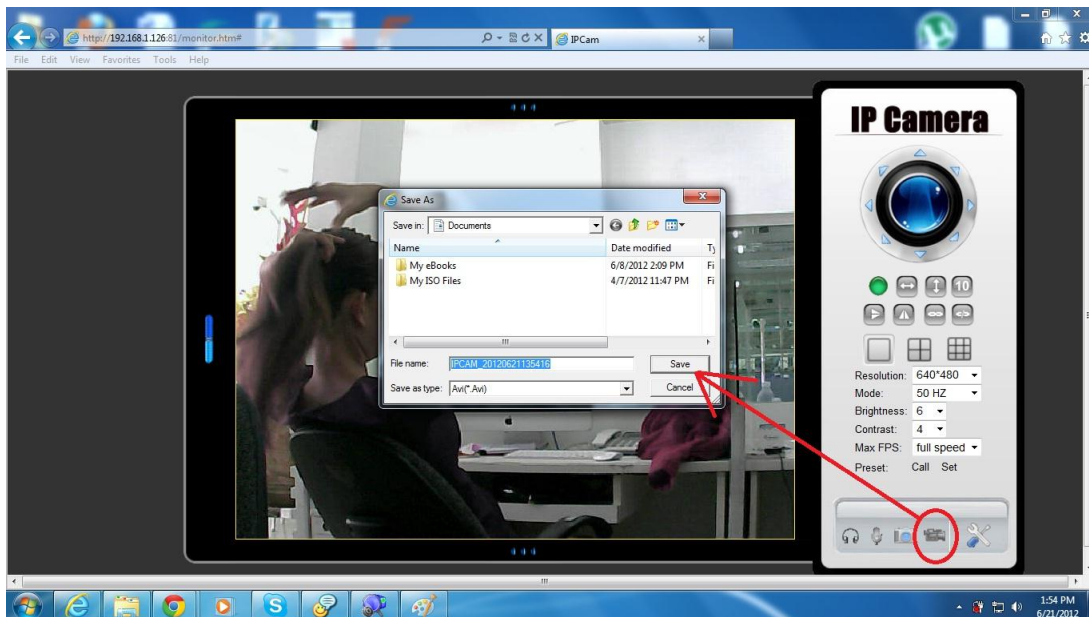 http://192.168.1.126:81/monitor.htm#
IPCam
File Edit View Favorites Tools Help
IP Camera
Save As
Save in: Documents
Name Date modified Ty
My eBooks 6/8/2012 2:09 PM Fi
My ISO Files 4/7/2012 11:47 PM Fi
File name: IPCAM_20120621135416 Save
Save as type: Avi(*.Avi) Cancel
10
Resolution: 640*480
Mode: 50 HZ
Brightness: 6
Contrast: 4
Max FPS: full speed
Preset: Call Set
1:54 PM
6/21/2012